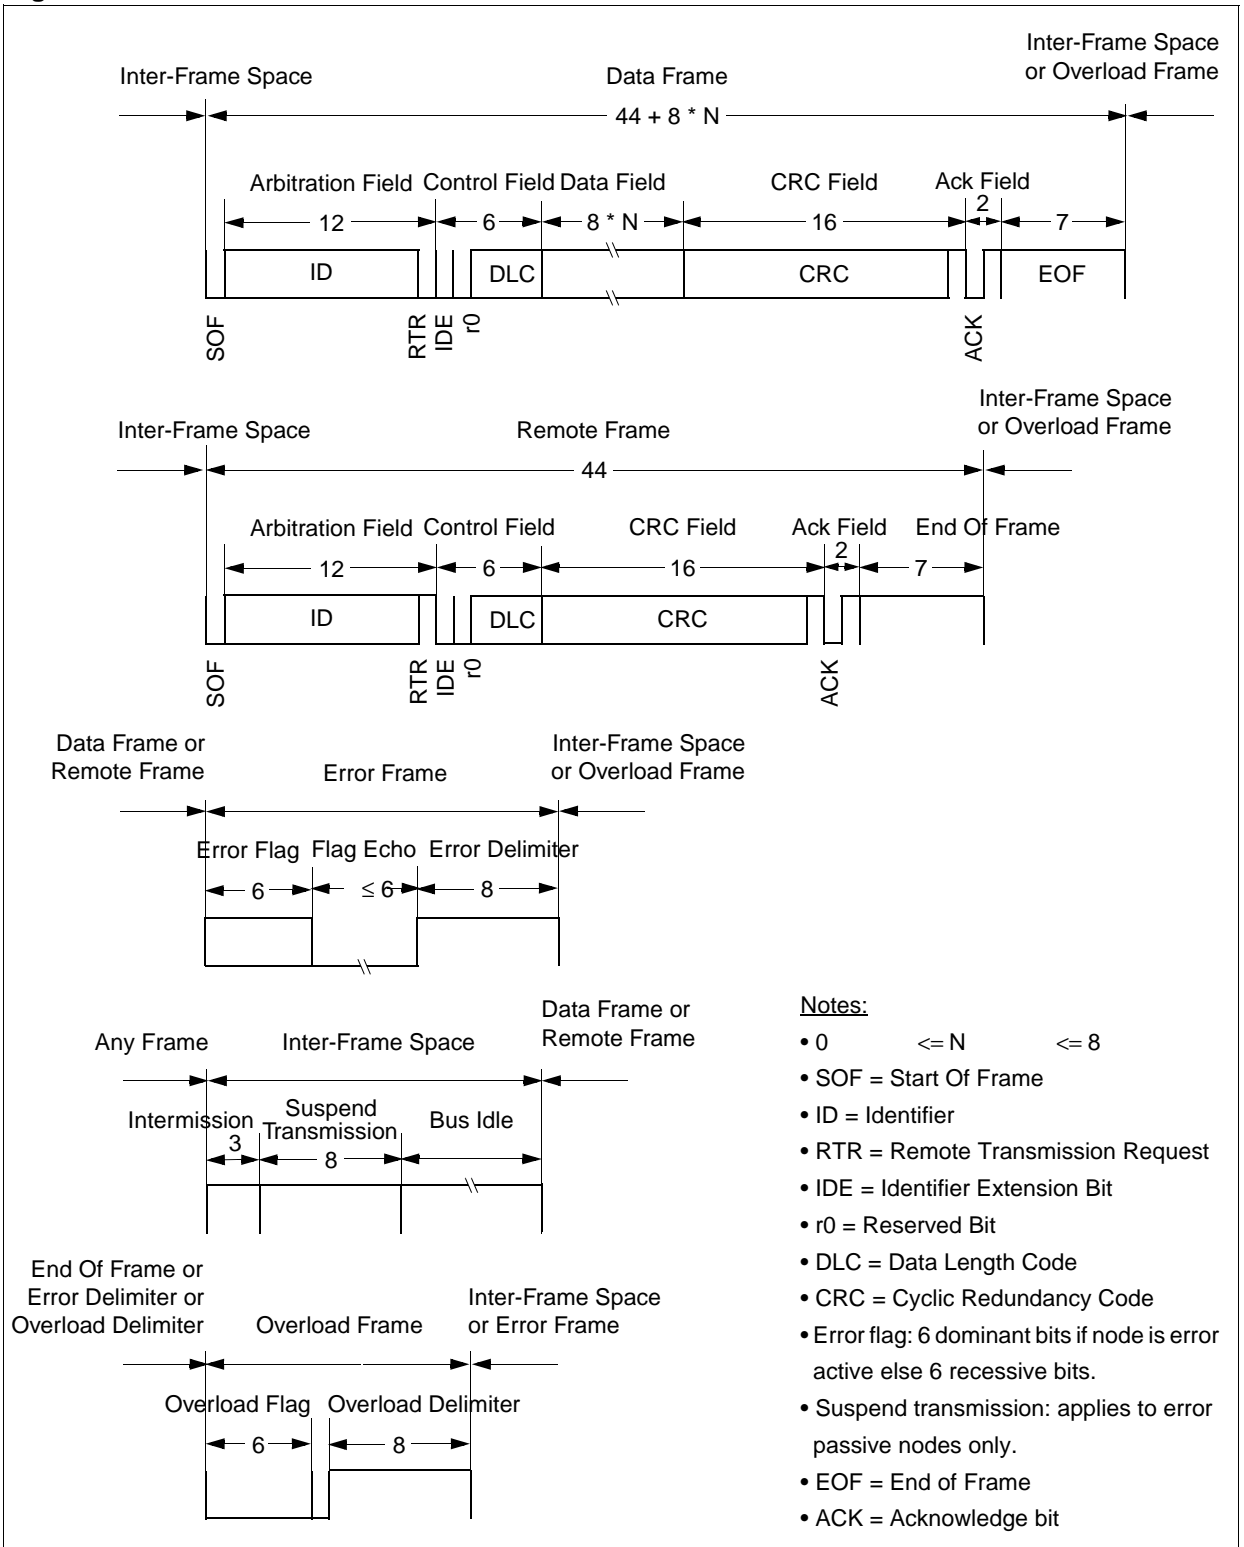 Inter-Frame Space
Data Frame
Inter-Frame Space
or Overload Frame
44 + 8 * N
Arbitration Field
Control Field
Data Field
CRC Field
Ack Field
12
6
8 * N
16
2
7
ID
DLC
CRC
EOF
SOF
RTR
IDE
r0
ACK
Inter-Frame Space
Remote Frame
Inter-Frame Space
or Overload Frame
44
Arbitration Field
Control Field
CRC Field
Ack Field
End Of Frame
12
6
16
2
7
ID
DLC
CRC
SOF
RTR
IDE
r0
ACK
Data Frame or
Remote Frame
Error Frame
Inter-Frame Space
or Overload Frame
Error Flag
Flag Echo
Error Delimiter
6
≤ 6
8
Any Frame
Inter-Frame Space
Data Frame or
Remote Frame
Intermission
Suspend
Transmission
Bus Idle
3
8
End Of Frame or
Error Delimiter or
Overload Delimiter
Overload Frame
Inter-Frame Space
or Error Frame
Overload Flag
Overload Delimiter
6
8
Notes:
• 0 <= N <= 8
• SOF = Start Of Frame
• ID = Identifier
• RTR = Remote Transmission Request
• IDE = Identifier Extension Bit
• r0 = Reserved Bit
• DLC = Data Length Code
• CRC = Cyclic Redundancy Code
• Error flag: 6 dominant bits if node is error
active else 6 recessive bits.
• Suspend transmission: applies to error
passive nodes only.
• EOF = End of Frame
• ACK = Acknowledge bit